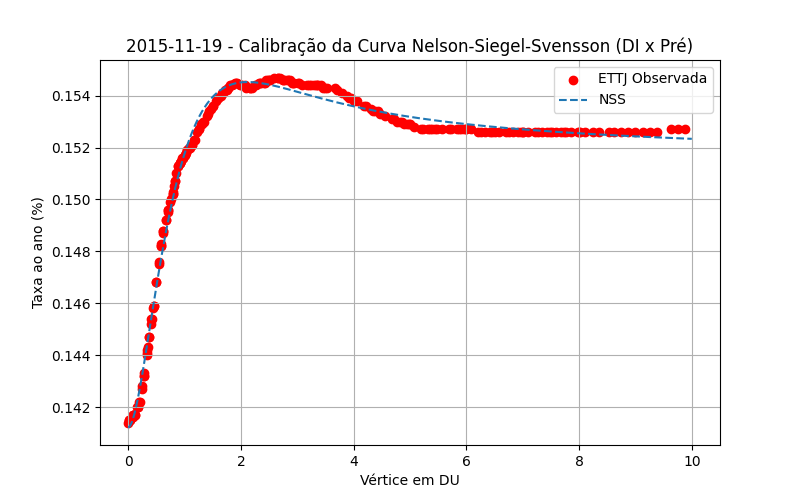 2015-11-19 - Calibração da Curva Nelson-Siegel-Svensson (DI x Pré)
ETTJ Observada
NSS
Taxa ao ano (%)
0.154
0.152
0.150
0.148
0.146
0.144
0.142
0 2 4 6 8 10
Vértice em DU